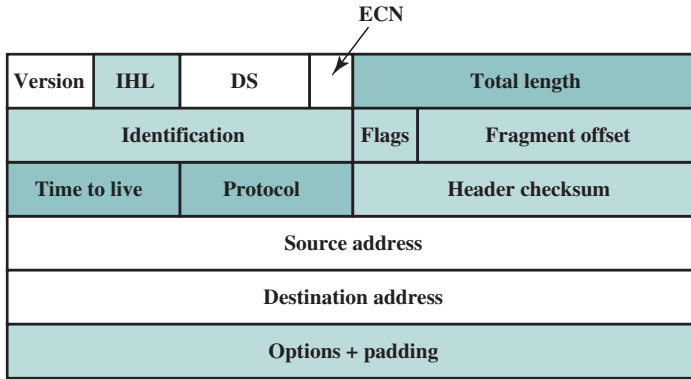 ECN
Version IHL DS Total length
Identification Flags Fragment offset
Time to live Protocol Header checksum
Source address
Destination address
Options + padding